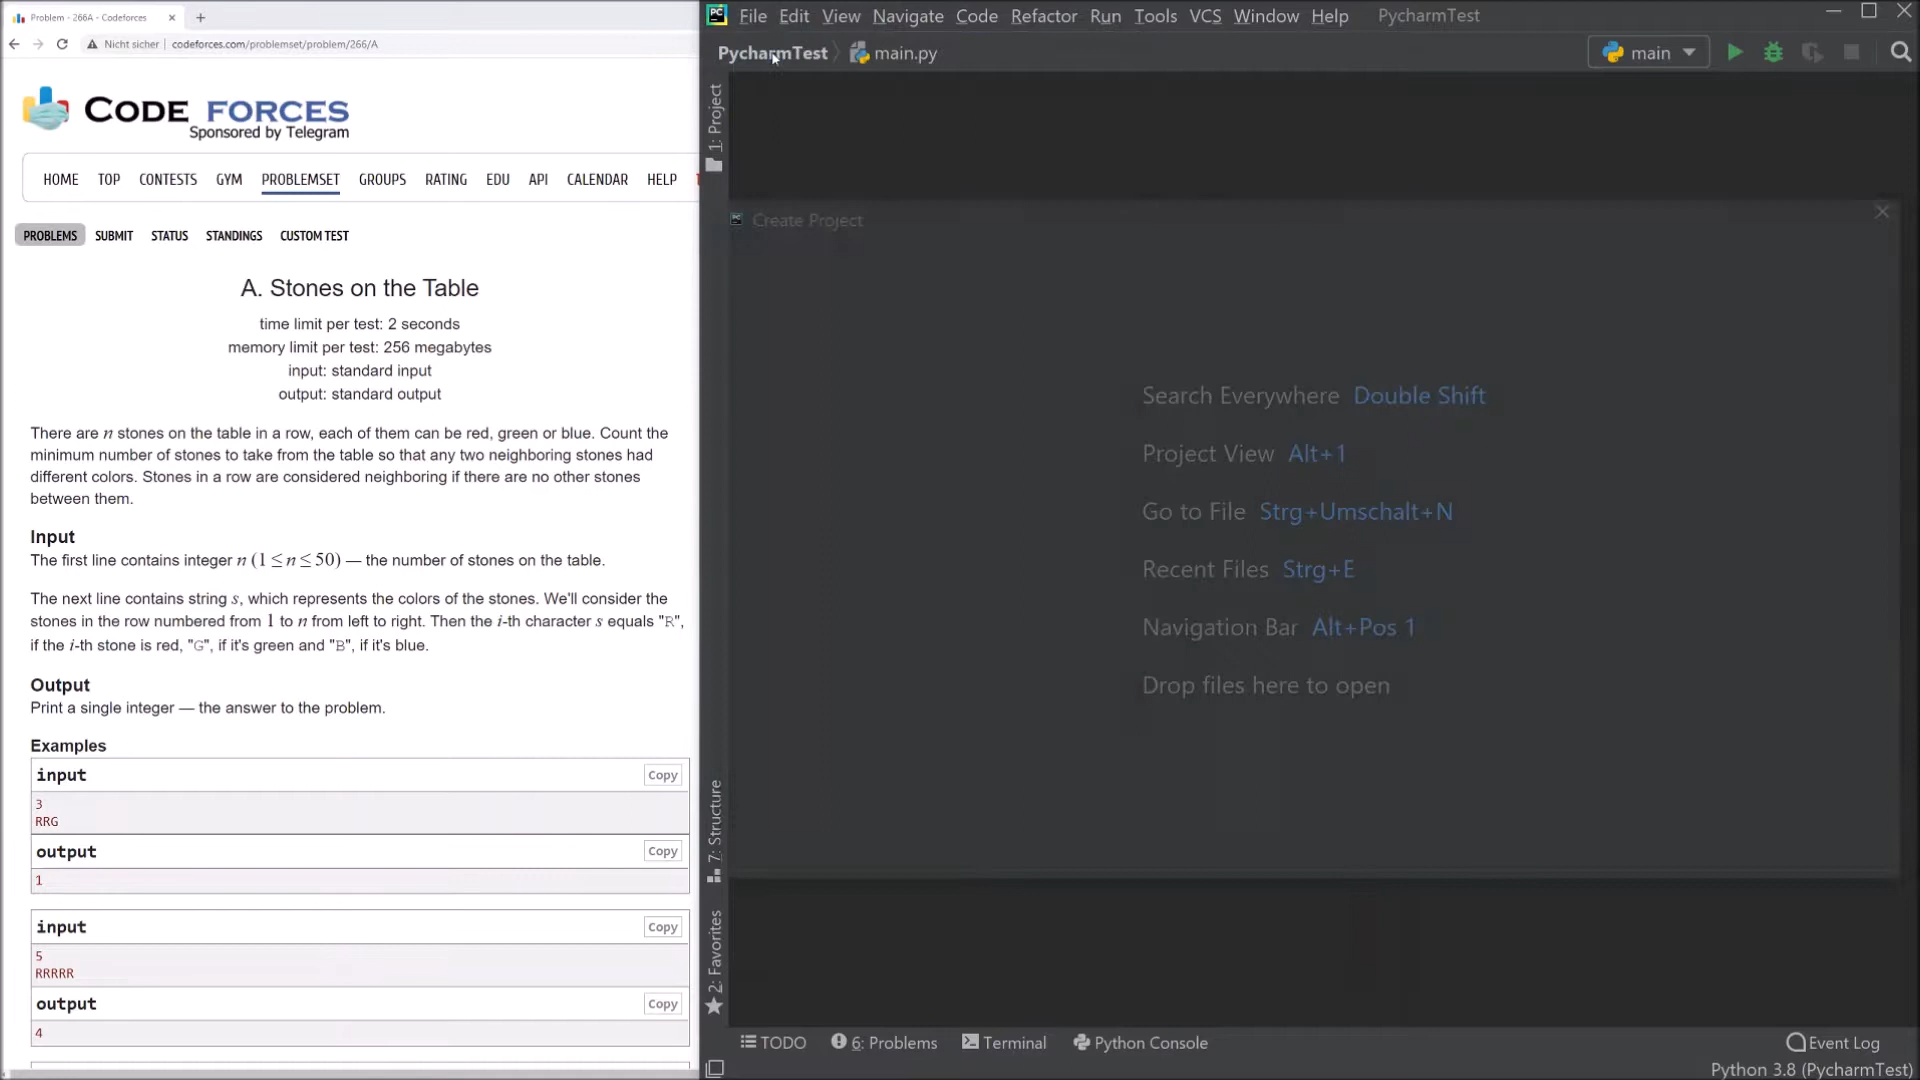 Problem - 266A - Codeforces
Nicht sicher codeforces.com/problemset/problem/266/A
CODE FORCES
Sponsored by Telegram
HOME TOP CONTESTS GYM PROBLEMSET GROUPS RATING EDU API CALENDAR HELP
PROBLEMS SUBMIT STATUS STANDINGS CUSTOM TEST
A. Stones on the Table
time limit per test: 2 seconds
memory limit per test: 256 megabytes
input: standard input
output: standard output
There are n stones on the table in a row, each of them can be red, green or blue. Count the
minimum number of stones to take from the table so that any two neighboring stones had
different colors. Stones in a row are considered neighboring if there are no other stones
between them.
Input
The first line contains integer n (1 ≤ n ≤ 50) — the number of stones on the table.
The next line contains string s, which represents the colors of the stones. We'll consider the
stones in the row numbered from 1 to n from left to right. Then the i-th character s equals "R",
if the i-th stone is red, "G", if it's green and "B", if it's blue.
Output
Print a single integer — the answer to the problem.
Examples
input Copy
3
RRG
output Copy
1
input Copy
5
RRRRR
output Copy
4
PC File Edit View Navigate Code Refactor Run Tools VCS Window Help PycharmTest
PycharmTest main.py main
1: Project
Create Project
Search Everywhere Double Shift
Project View Alt+1
Go to File Strg+Umschalt+N
Recent Files Strg+E
Navigation Bar Alt+Pos 1
Drop files here to open
7: Structure
2: Favorites
TODO 6: Problems Terminal Python Console Event Log
Python 3.8 (PycharmTest)